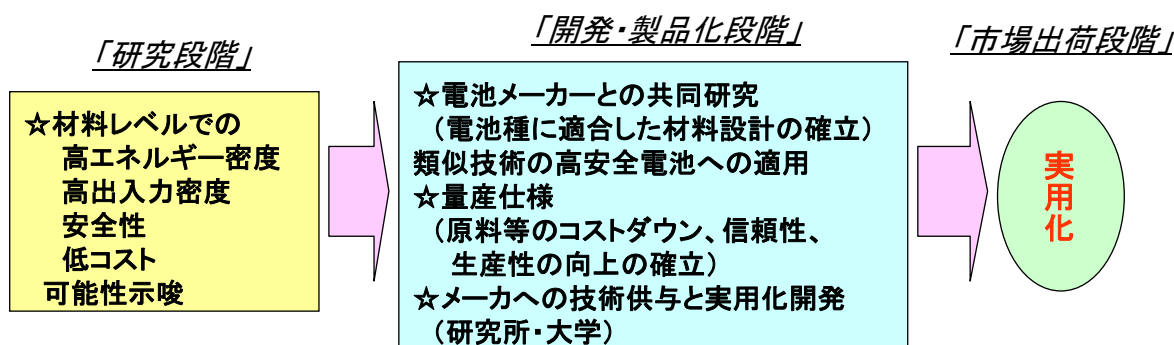 「研究段階」
☆材料レベルでの
高エネルギー密度
高出入力密度
安全性
低コスト
可能性示唆
「開発・製品化段階」
☆電池メーカーとの共同研究
（電池種に適合した材料設計の確立）
類似技術の高安全電池への適用
☆量産仕様
（原料等のコストダウン、信頼性、
生産性の向上の確立）
☆メーカへの技術供与と実用化開発
（研究所・大学）
「市場出荷段階」
実用化